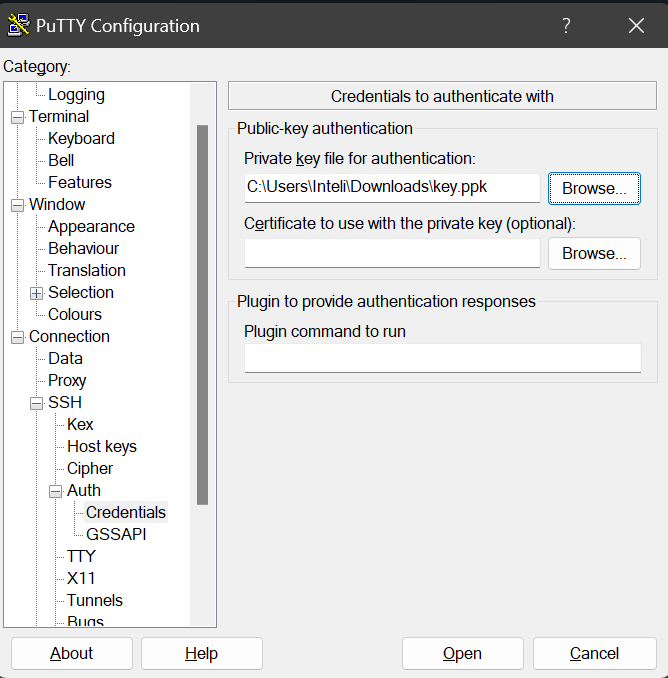 PuTTY Configuration
?
Category:
Logging
Terminal
Keyboard
Bell
Features
Window
Appearance
Behaviour
Translation
Selection
Colours
Connection
Data
Proxy
SSH
Kex
Host keys
Cipher
Auth
Credentials
GSSAPI
TTY
X11
Tunnels
Bugs
Credentials to authenticate with
Public-key authentication
Private key file for authentication:
C:\Users\Inteli\Downloads\key.ppk
Browse...
Certificate to use with the private key (optional):
Browse...
Plugin to provide authentication responses
Plugin command to run
About
Help
Open
Cancel